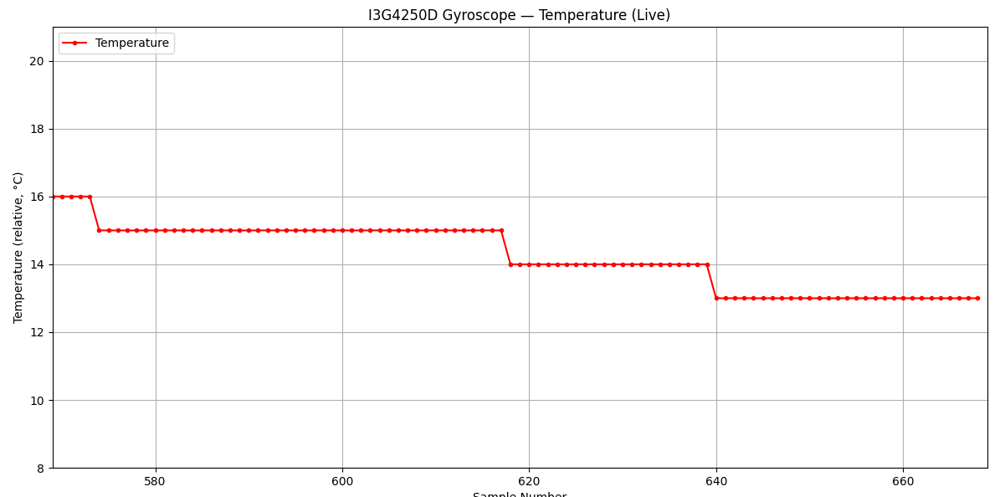 I3G4250D Gyroscope — Temperature (Live)
Temperature
Temperature (relative, °C)
20
18
16
14
12
10
8
580 600 620 640 660
Sample Number